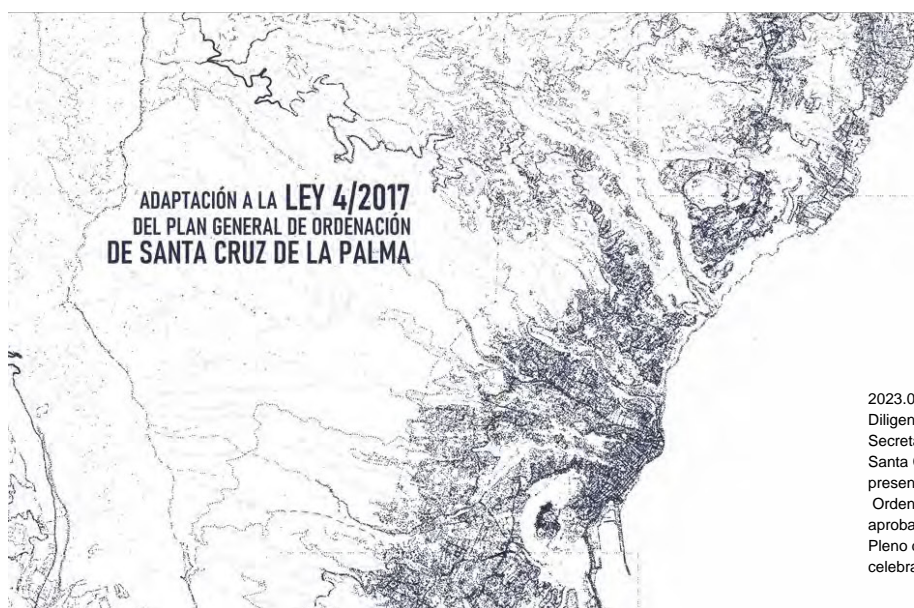 ADAPTACIÓN A LA LEY 4/2017
DEL PLAN GENERAL DE ORDENACIÓN
DE SANTA CRUZ DE LA PALMA
2023.0
Diligen
Secreta
Santa
presen
Orden
aproba
Pleno
celebra